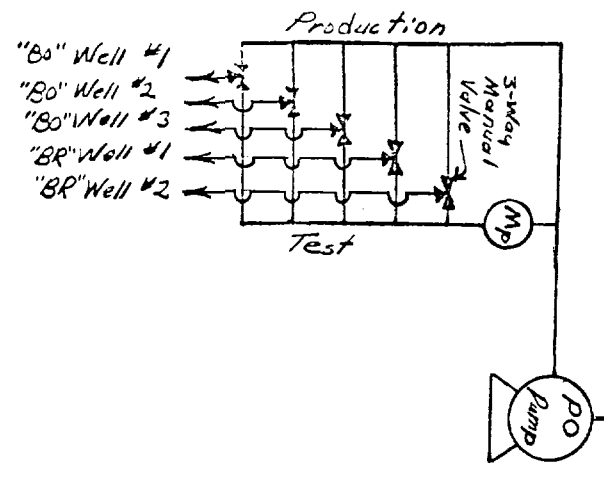 Production
"Bo" Well #1
"Bo" Well #2
"Bo" Well #3
"BR" Well #1
"BR" Well #2
3-Way
Manual
Valve
Test
Mp
PO
Pump